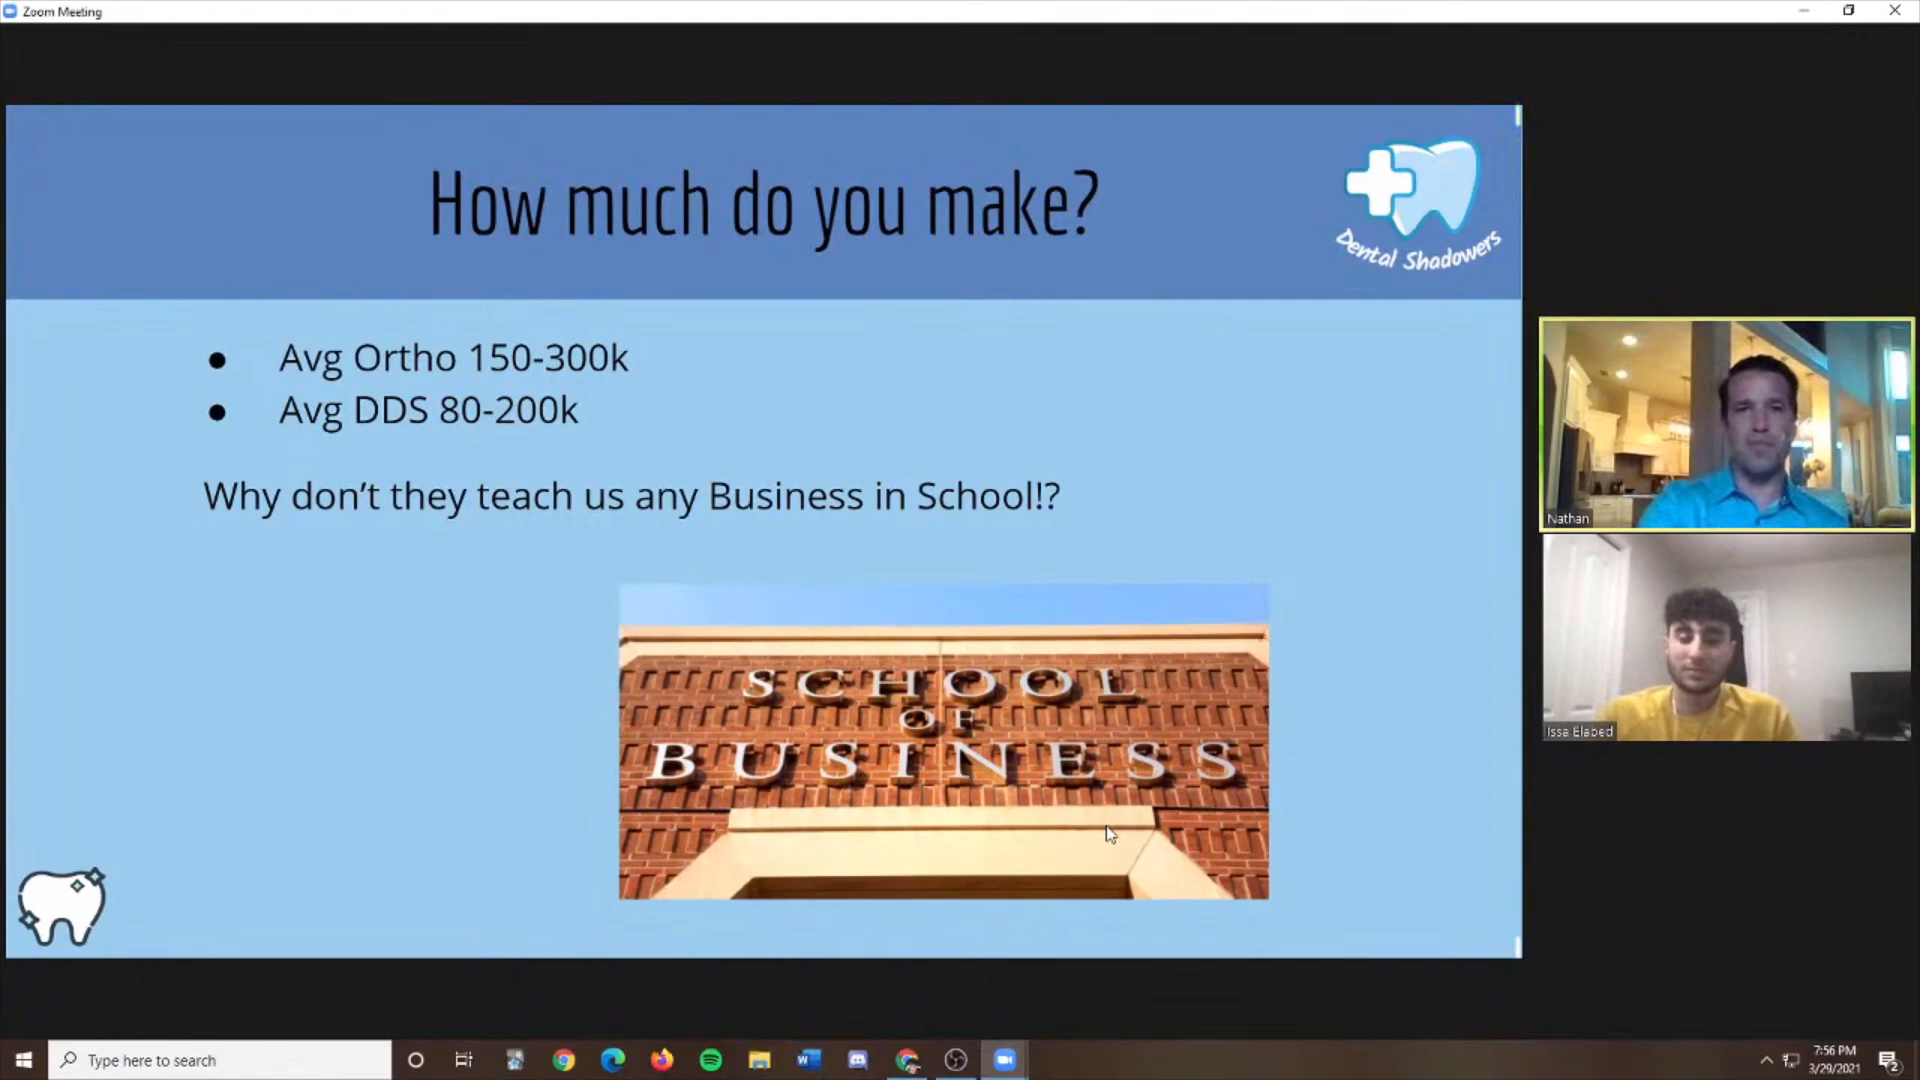 Zoom Meeting
How much do you make?
Dental Shadowers
● Avg Ortho 150-300k
● Avg DDS 80-200k
Why don't they teach us any Business in School!?
SCHOOL
OF
BUSINESS
Nathan
Issa Elabed
Type here to search
7:56 PM
3/29/2021
2